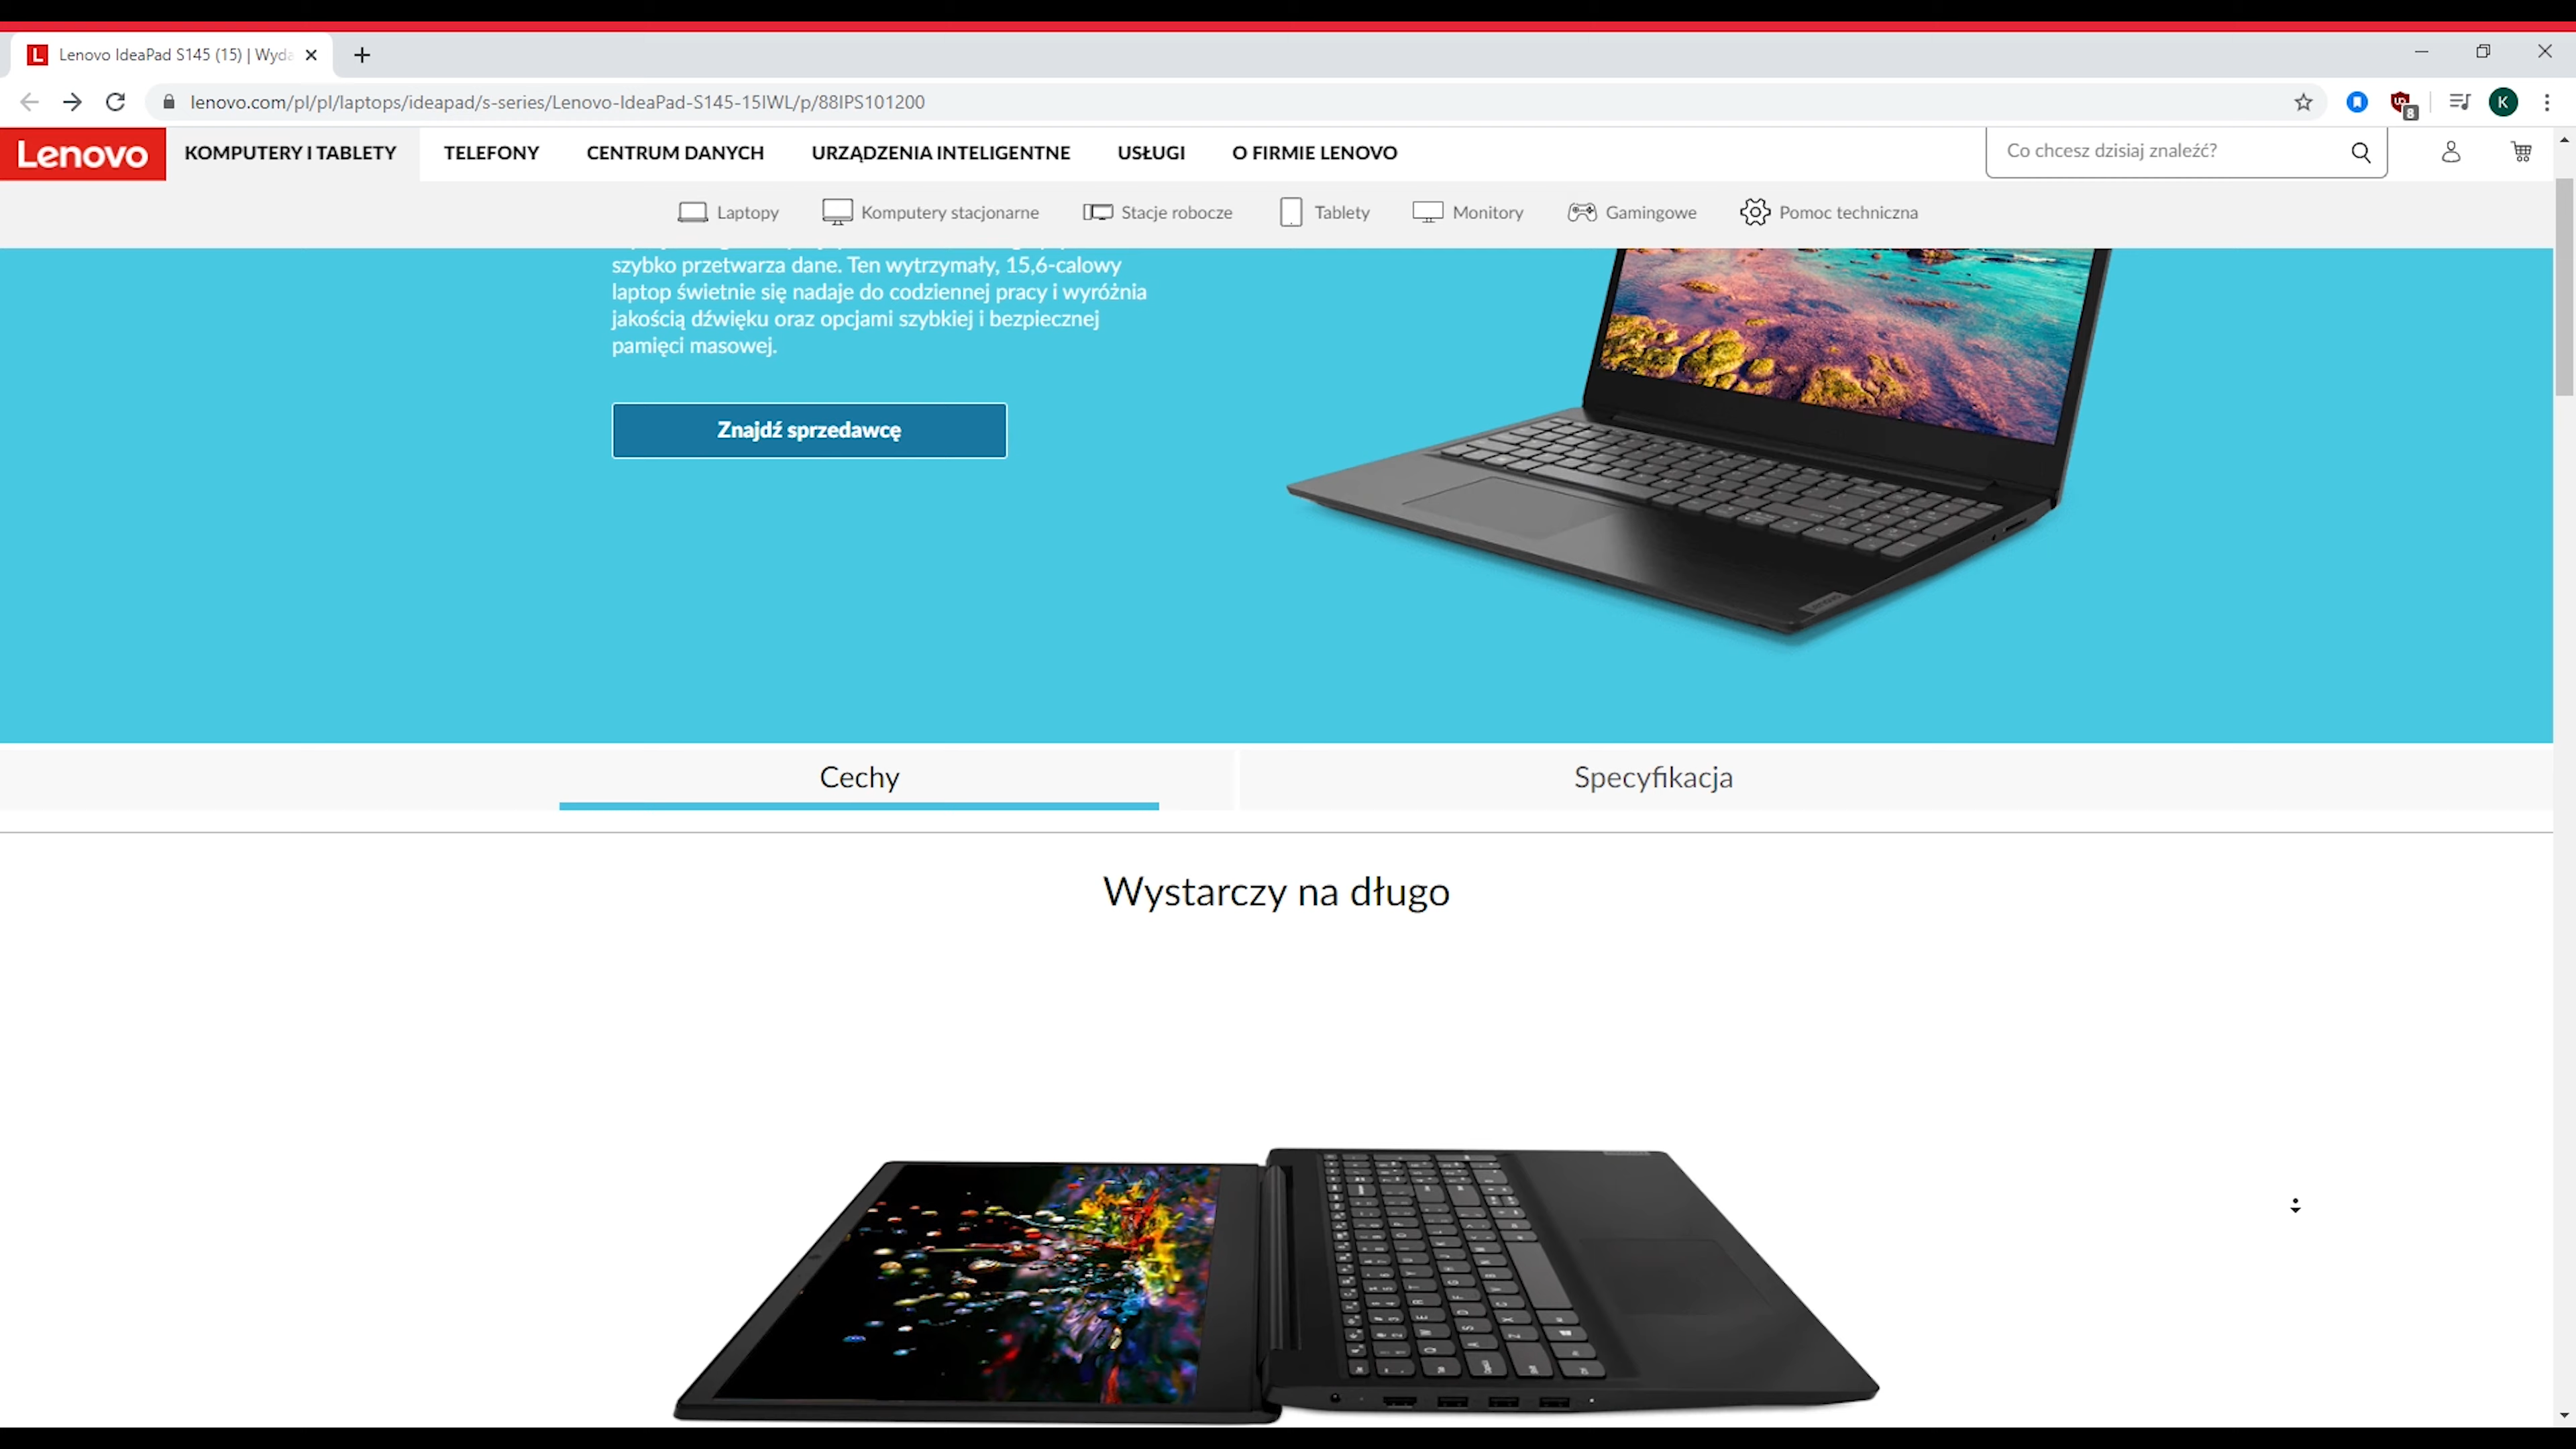 Lenovo IdeaPad S145 (15) | Wyda
lenovo.com/pl/pl/laptops/ideapad/s-series/Lenovo-IdeaPad-S145-15IWL/p/88IPS101200
8
K
Lenovo
KOMPUTERY I TABLETY
TELEFONY
CENTRUM DANYCH
URZĄDZENIA INTELIGENTNE
USŁUGI
O FIRMIE LENOVO
Co chcesz dzisiaj znaleźć?
Laptopy
Komputery stacjonarne
Stacje robocze
Tablety
Monitory
Gamingowe
Pomoc techniczna
szybko przetwarza dane. Ten wytrzymały, 15,6-calowy
laptop świetnie się nadaje do codziennej pracy i wyróżnia
jakością dźwięku oraz opcjami szybkiej i bezpiecznej
pamięci masowej.
Znajdź sprzedawcę
Cechy
Specyfikacja
Wystarczy na długo